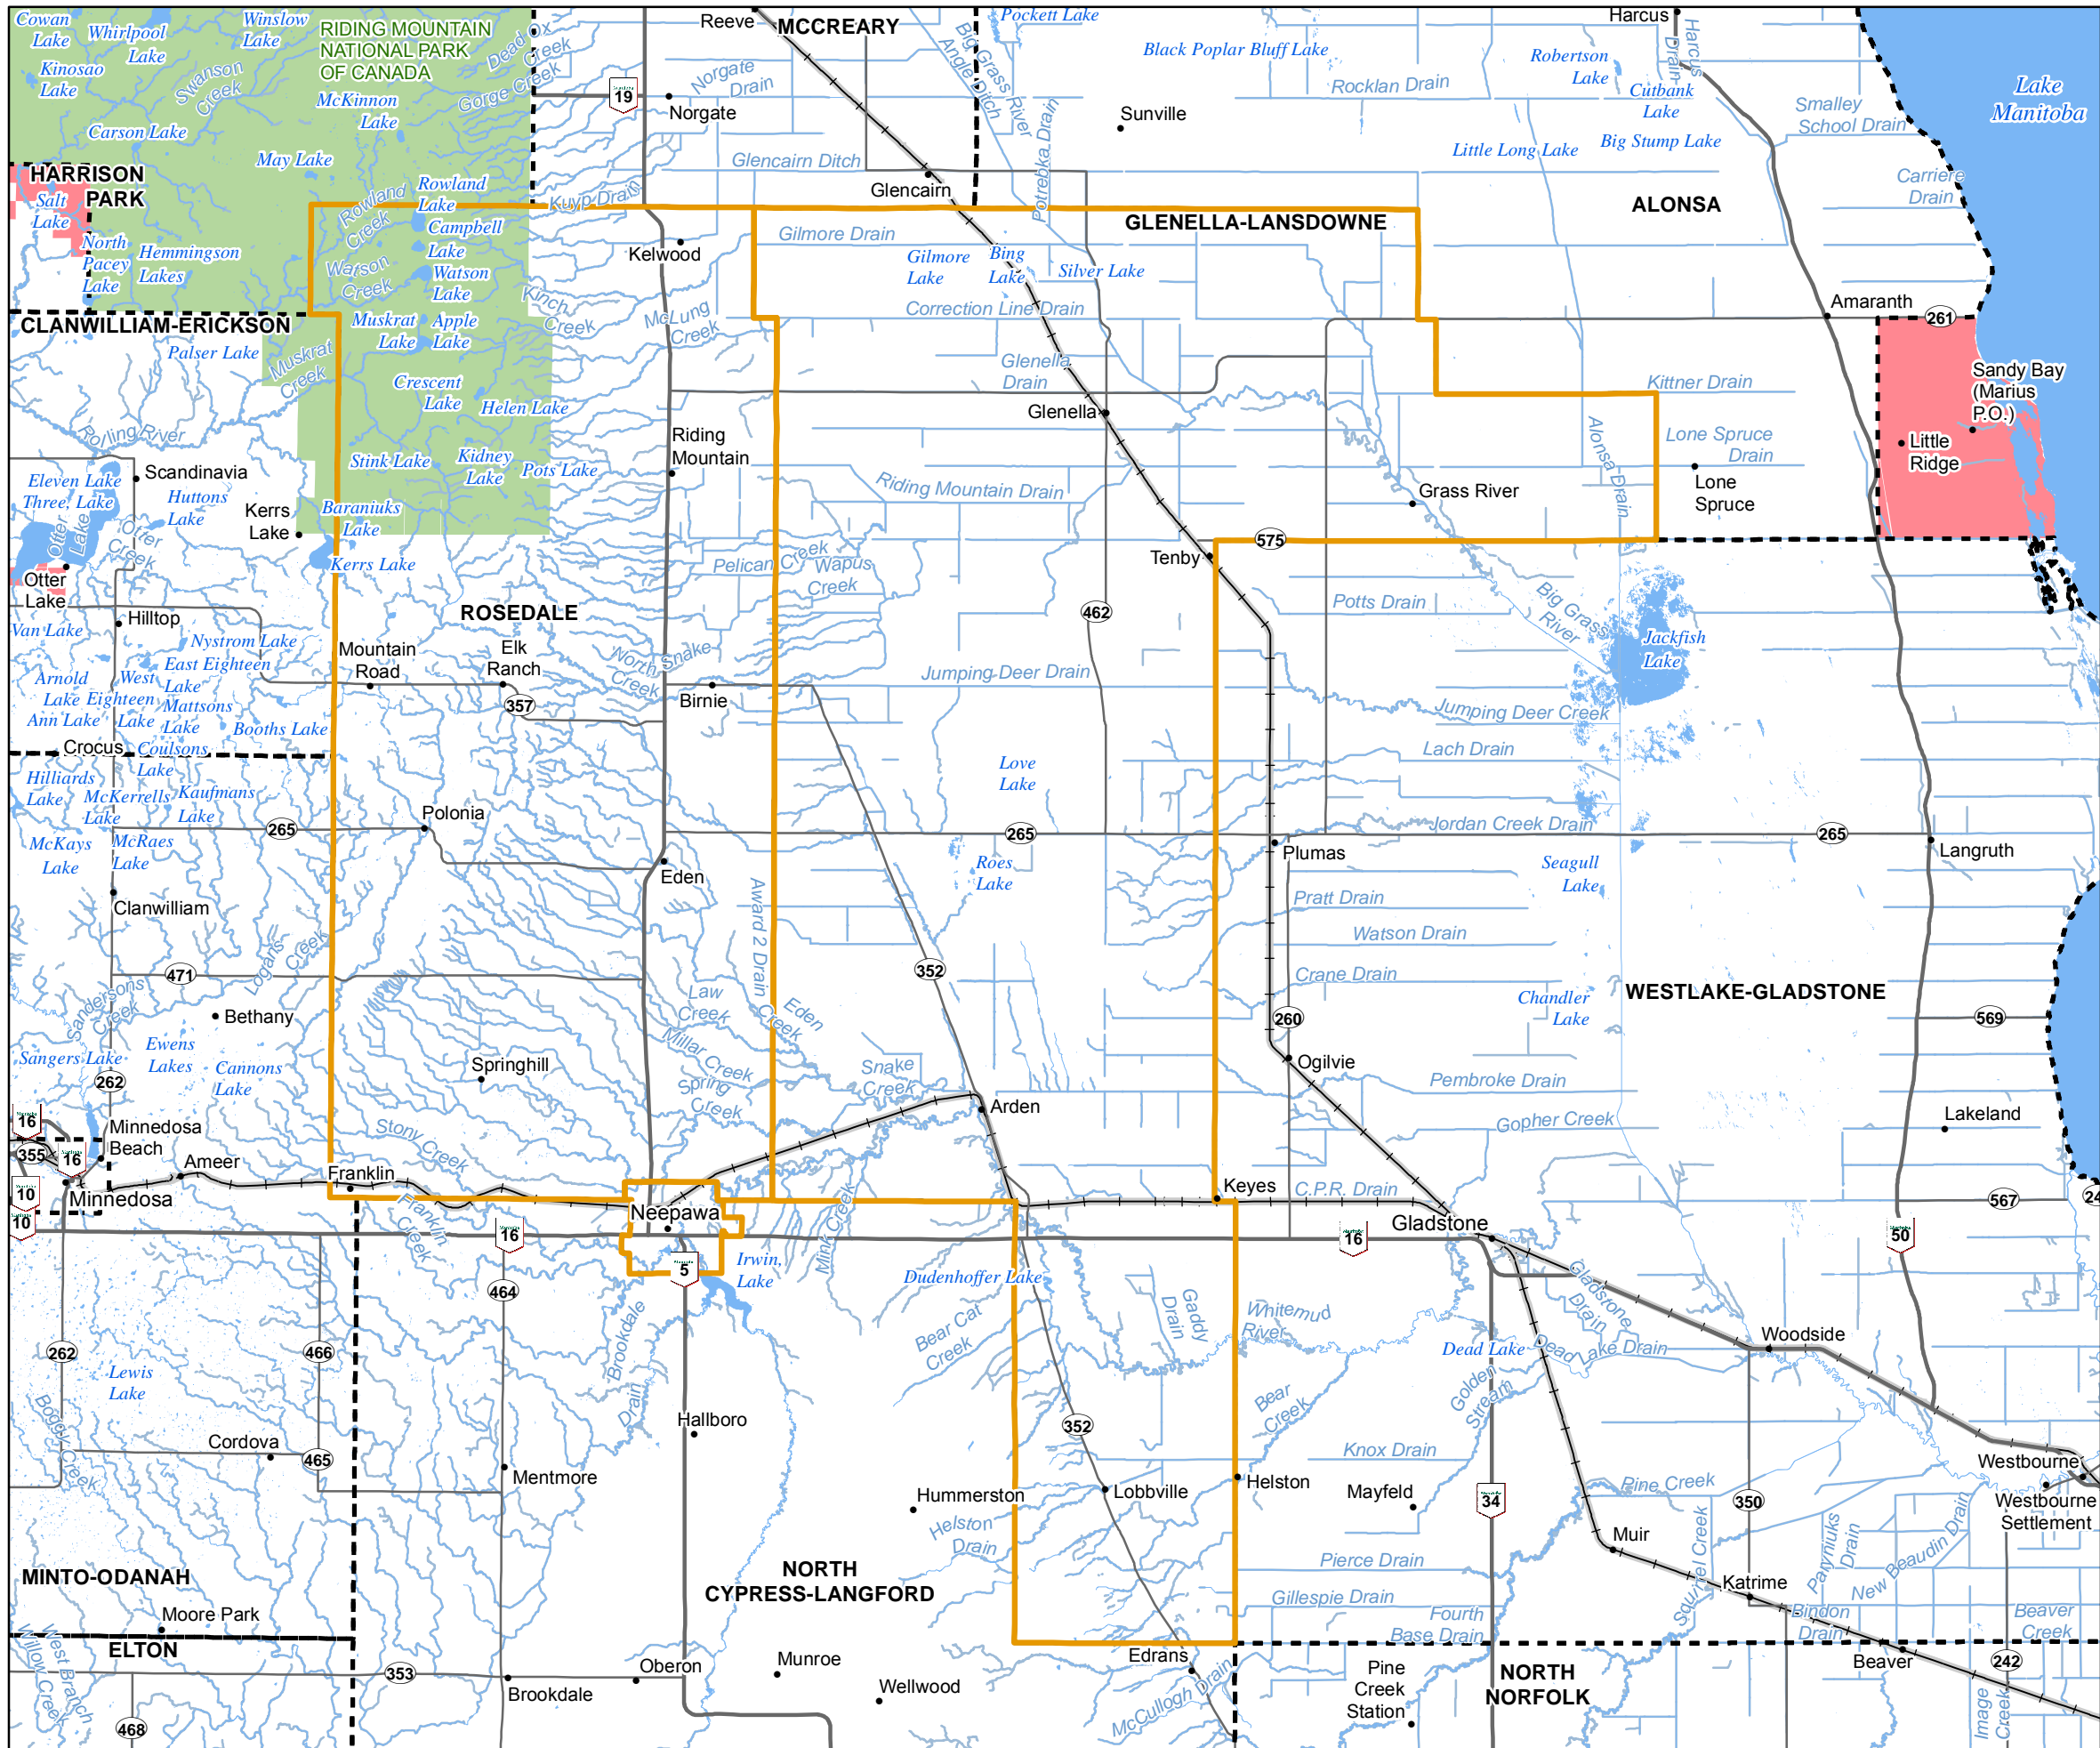 Cowan
Lake
Whirlpool
Lake
Winslow
Lake
RIDING MOUNTAIN
NATIONAL PARK
OF CANADA
Dead Ox
Creek
Reeve
MCCREARY
Pockett Lake
Harcus
Harcus
Drain
Kinosao
Lake
Swanson
Creek
McKinnon
Lake
Gorge Creek
19
Norgate
Drain
Norgate
Big Grass River
Angle Ditch
Black Poplar Bluff Lake
Rocklan Drain
Robertson
Lake
Cutbank
Lake
Smalley
School Drain
Lake
Manitoba
Carson Lake
May Lake
Sunville
Potrebka Drain
Little Long Lake
Big Stump Lake
HARRISON
PARK
Salt
Lake
Rowland
Creek
Rowland
Lake
Glencairn Ditch
Glencairn
Kuyp Drain
Carriere
Drain
ALONSA
North
Pacey
Lake
Hemmingson
Lakes
Campbell
Lake
Watson
Creek
Watson
Lake
Kelwood
Gilmore Drain
GLENELLA-LANSDOWNE
Gilmore
Lake
Bing
Lake
Silver Lake
CLANWILLIAM-ERICKSON
Palser Lake
Muskrat
Creek
Muskrat
Lake
Apple
Lake
Kinch
Creek
McLung
Creek
Correction Line Drain
Amaranth
261
Crescent
Lake
Helen Lake
Glenella
Drain
Glenella
Kittner Drain
Sandy Bay
(Marius
P.O.)
Little
Ridge
Rolling River
Scandinavia
Stink Lake
Kidney
Lake
Pots Lake
Riding
Mountain
Alonsa Drain
Lone Spruce
Drain
Lone
Spruce
Eleven Lake
Three, Lake
Huttons
Lake
Kerrs
Lake
Baraniuks
Lake
Kerrs Lake
Riding Mountain Drain
Grass River
Otter
Lake
Otter
Creek
Otter
Lake
575
Tenby
Pelican Creek
Wapus
Creek
Hilltop
ROSEDALE
462
Potts Drain
Big Grass
River
Jackfish
Lake
Van Lake
Nystrom Lake
East Eighteen
Lake
Mountain
Road
Elk
Ranch
North Snake
Creek
Birnie
Jumping Deer Drain
Arnold
Lake
West
Eighteen
Lake
Mattsons
Lake
Ann Lake
Booths Lake
357
Jumping Deer Creek
Crocus
Coulsons
Lake
Lach Drain
Hilliards
Lake
McKerrells
Lake
Kaufmans
Lake
Love
Lake
Polonia
265
265
Jordan Creek Drain
265
McKays
Lake
McRaes
Lake
Eden
Roes
Lake
Plumas
Seagull
Lake
Langruth
Clanwilliam
Award 2 Drain
Pratt Drain
Watson Drain
Logans
Creek
471
352
Crane Drain
Sandersons
Creek
Bethany
Law
Creek
Eden
Creek
260
Chandler
Lake
WESTLAKE-GLADSTONE
569
Sangers Lake
Ewens
Lakes
Cannons
Lake
Springhill
Millar Creek
Spring
Creek
Snake
Creek
Ogilvie
Pembroke Drain
262
Arden
Gopher Creek
Lakeland
16
355
16
Minnedosa
Beach
Ameer
Stony Creek
Franklin
10
10
Minnedosa
Keyes
C.P.R. Drain
567
24
Franklin
Creek
16
Neepawa
5
Irwin,
Lake
Mink Creek
Gladstone
16
50
464
Dudenhoffer Lake
Gladstone
Drain
262
466
Brookdale
Drain
Bear Cat
Creek
Gaddy
Drain
Whitemud
River
Dead Lake
Dead Lake Drain
Woodside
Lewis
Lake
Boggy Creek
Hallboro
352
Bear
Creek
Golden
Stream
Cordova
465
Mentmore
Knox Drain
Helston
Mayfeld
34
Pine Creek
350
Westbourne
Westbourne
Settlement
Hummerston
Helston
Drain
Lobbville
Muir
Squirrel Creek
New Beaudin Drain
MINTO-ODANAH
NORTH
CYPRESS-LANGFORD
Pierce Drain
Gillespie Drain
Katrime
Bindon
Drain
Moore Park
ELTON
Fourth
Base Drain
Beaver
Creek
Willow Creek
West Branch
353
Brookdale
Oberon
Munroe
Wellwood
Edrans
McCullogh Drain
Pine
Creek
Station
NORTH
NORFOLK
Beaver
242
Image
Creek
468